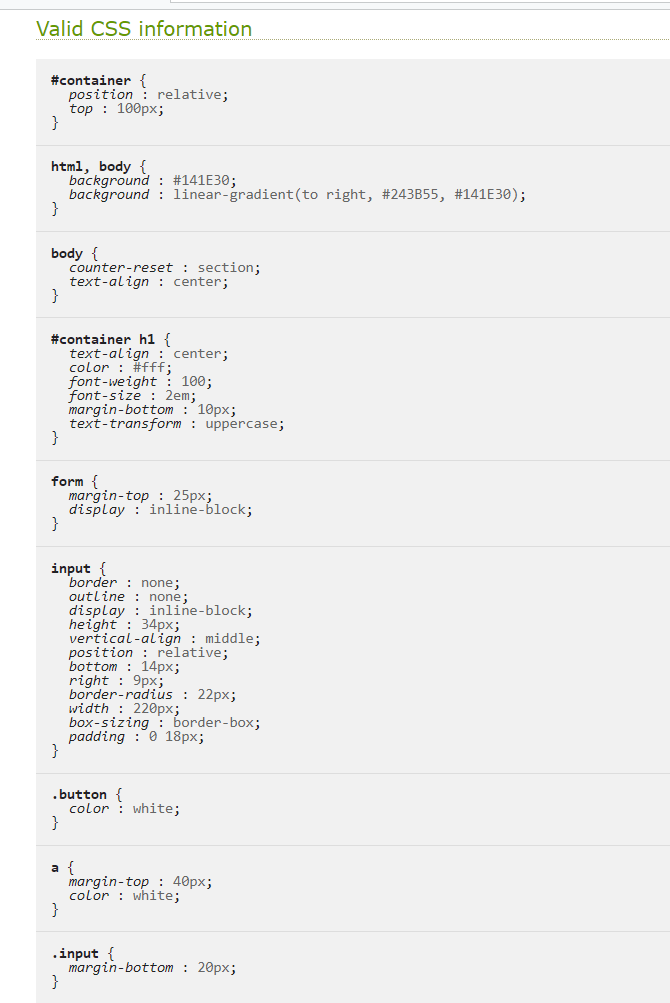 Valid CSS information
#container {
position : relative;
top : 100px;
}
html, body {
background : #141E30;
background : linear-gradient(to right, #243B55, #141E30);
}
body {
counter-reset : section;
text-align : center;
}
#container h1 {
text-align : center;
color : #fff;
font-weight : 100;
font-size : 2em;
margin-bottom : 10px;
text-transform : uppercase;
}
form {
margin-top : 25px;
display : inline-block;
}
input {
border : none;
outline : none;
display : inline-block;
height : 34px;
vertical-align : middle;
position : relative;
bottom : 14px;
right : 9px;
border-radius : 22px;
width : 220px;
box-sizing : border-box;
padding : 0 18px;
}
.button {
color : white;
}
a {
margin-top : 40px;
color : white;
}
.input {
margin-bottom : 20px;
}